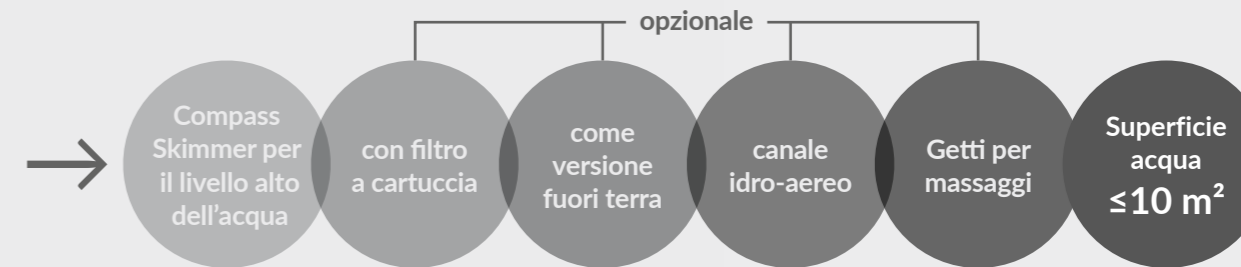 opzionale
Compass
Skimmer per
il livello alto
dell'acqua
con filtro
a cartuccia
come
versione
fuori terra
canale
idro-aereo
Getti per
massaggi
Superficie
acqua
≤10 m²